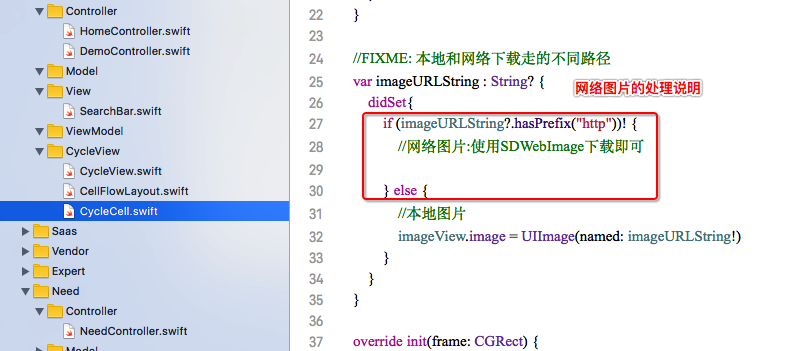 Controller
HomeController.swift
DemoController.swift
Model
View
SearchBar.swift
ViewModel
CycleView
CycleView.swift
CellFlowLayout.swift
CycleCell.swift
Saas
Vendor
Expert
Need
Controller
NeedController.swift
Model
22 }
23
24 //FIXME: 本地和网络下载走的不同路径
25 var imageURLString : String? {
网络图片的处理说明
26 didSet{
27 if (imageURLString?.hasPrefix("http"))! {
28 //网络图片:使用SDWebImage下载即可
29
30 } else {
31 //本地图片
32 imageView.image = UIImage(named: imageURLString!)
33 }
34 }
35 }
36
37 override init(frame: CGRect) {